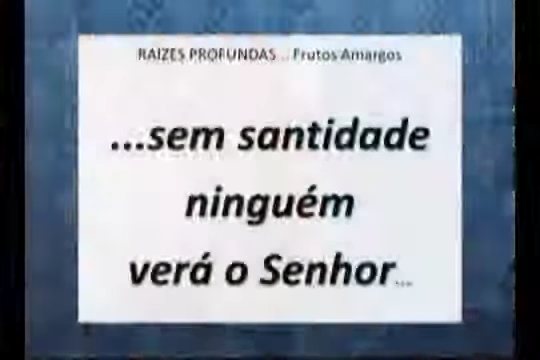 RAIZES PROFUNDAS... Frutos Amargos
...sem santidade
ninguém
verá o Senhor...